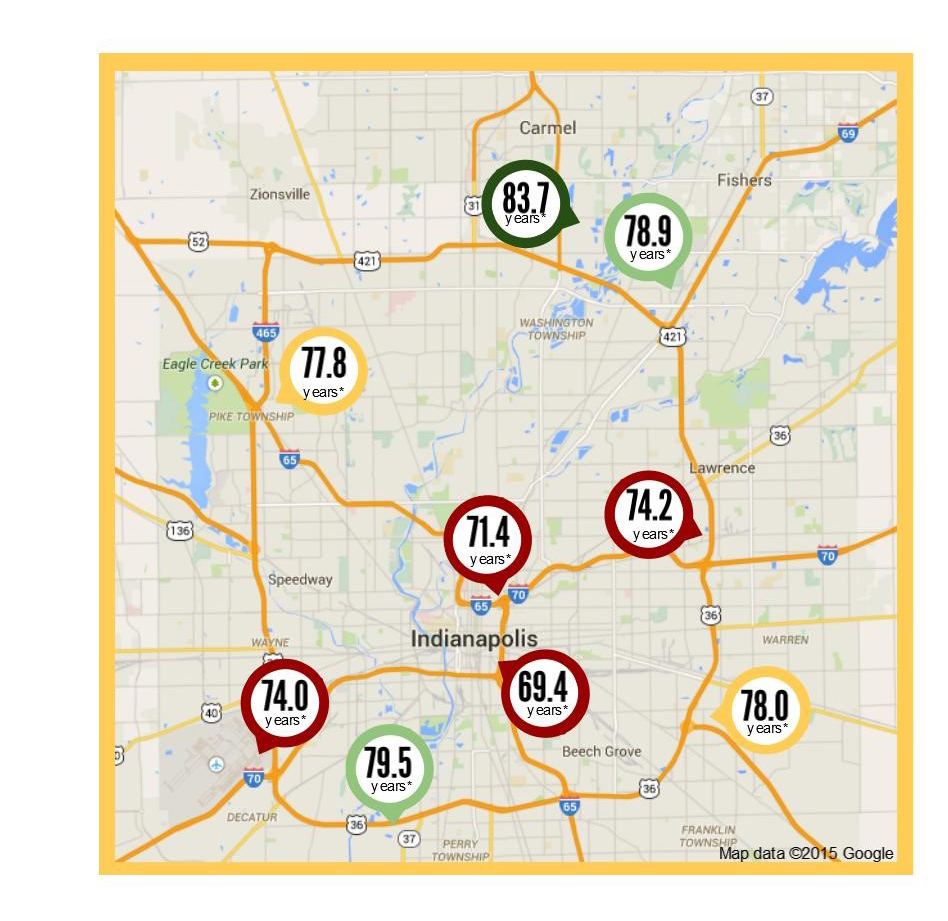 37
Carmel
69
Fishers
Zionsville
83.7
years*
31
78.9
years*
52
421
465
WASHINGTON
TOWNSHIP
421
77.8
years*
Eagle Creek Park
PIKE TOWNSHIP
36
65
Lawrence
74.2
years*
71.4
years*
136
70
Speedway
70
65
36
Indianapolis
WAYNE
WARREN
74.0
years*
69.4
years*
78.0
years*
40
Beech Grove
79.5
years*
70
36
65
DECATUR
36
37
PERRY
TOWNSHIP
FRANKLIN
TOWNSHIP
Map data ©2015 Google